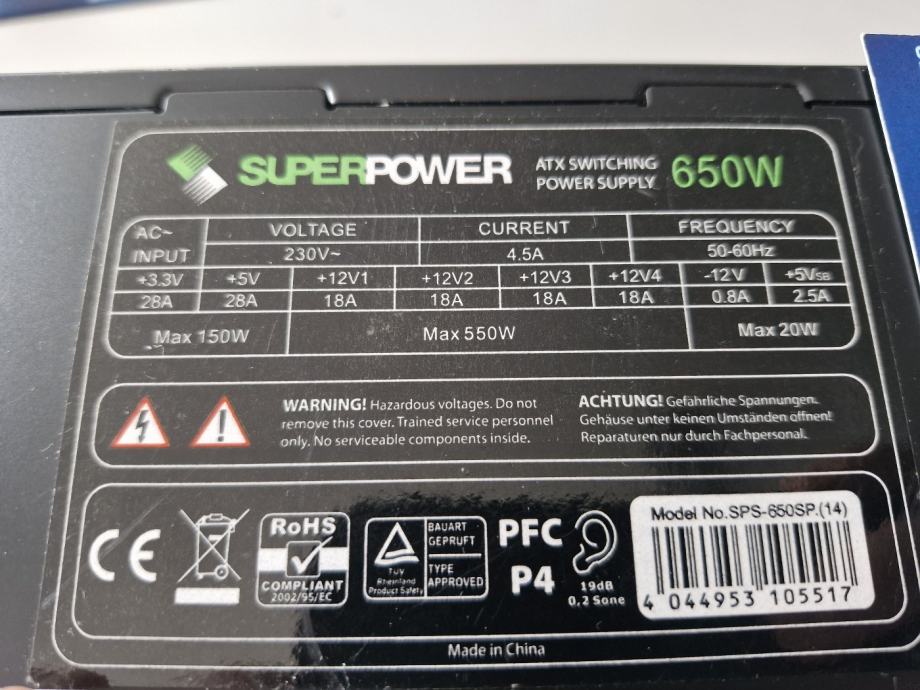 SUPERPOWER ATX SWITCHING POWER SUPPLY 650W
AC~ INPUT VOLTAGE CURRENT FREQUENCY
230V~ 4.5A 50-60Hz
+3.3V +5V +12V1 +12V2 +12V3 +12V4 -12V +5VSB
28A 28A 18A 18A 18A 18A 0.8A 2.5A
Max 150W Max 550W Max 20W
WARNING! Hazardous voltages. Do not
remove this cover. Trained service personnel
only. No serviceable components inside.
ACHTUNG! Gefährliche Spannungen.
Gehäuse unter keinen Umständen öffnen!
Reparaturen nur durch Fachpersonal.
CE
RoHS
COMPLIANT
2002/95/EC
TÜV
Rheinland
Product Safety
BAUART
GEPRUFT
TYPE
APPROVED
PFC
P4
19dB
0,2 Sone
Model No.SPS-650SP.(14)
4 044953 105517
Made in China